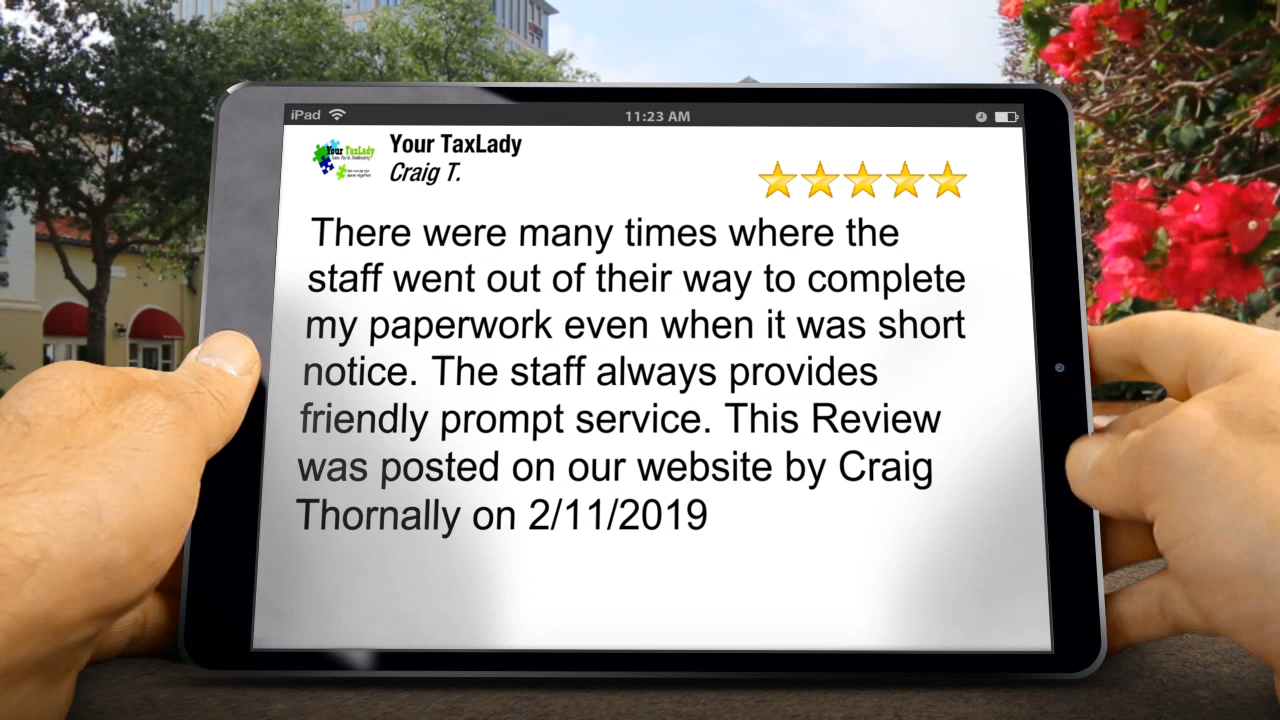 iPad 11:23 AM
Your TaxLady
Your TaxLady
Craig T.
There were many times where the
staff went out of their way to complete
my paperwork even when it was short
notice. The staff always provides
friendly prompt service. This Review
was posted on our website by Craig
Thornally on 2/11/2019